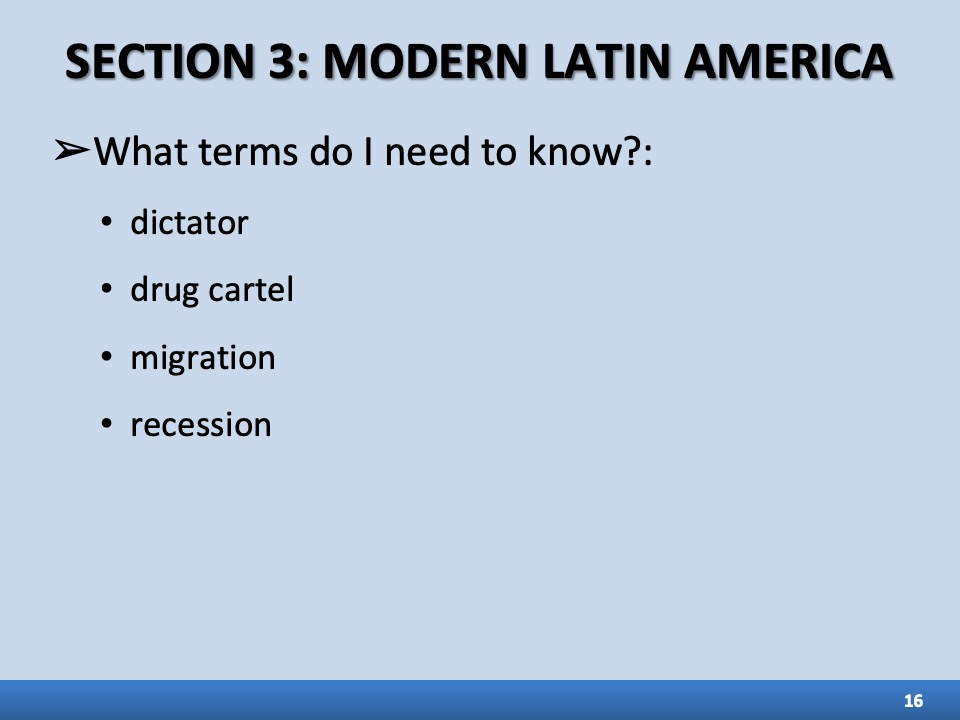 SECTION 3: MODERN LATIN AMERICA
➢What terms do I need to know?:
• dictator
• drug cartel
• migration
• recession
16